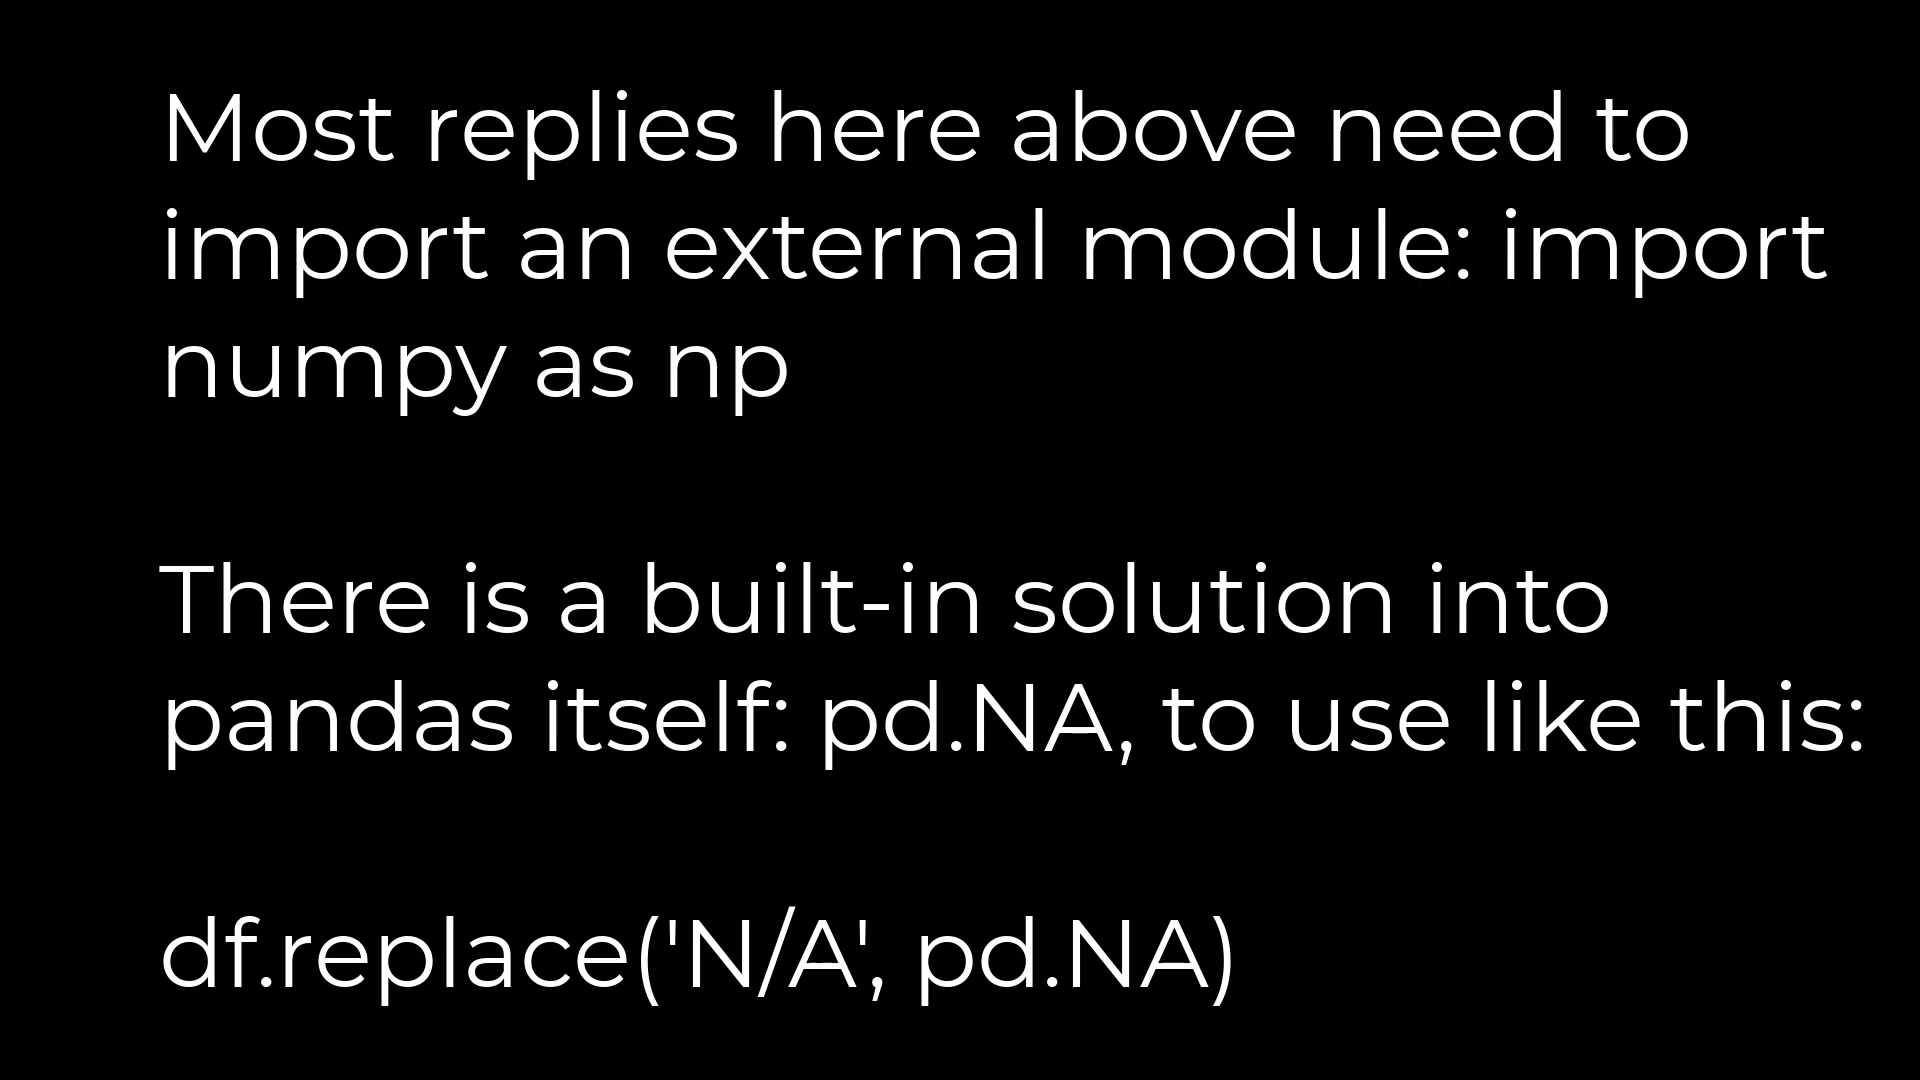 Most replies here above need to
import an external module: import
numpy as np
There is a built-in solution into
pandas itself: pd.NA, to use like this:
df.replace('N/A', pd.NA)